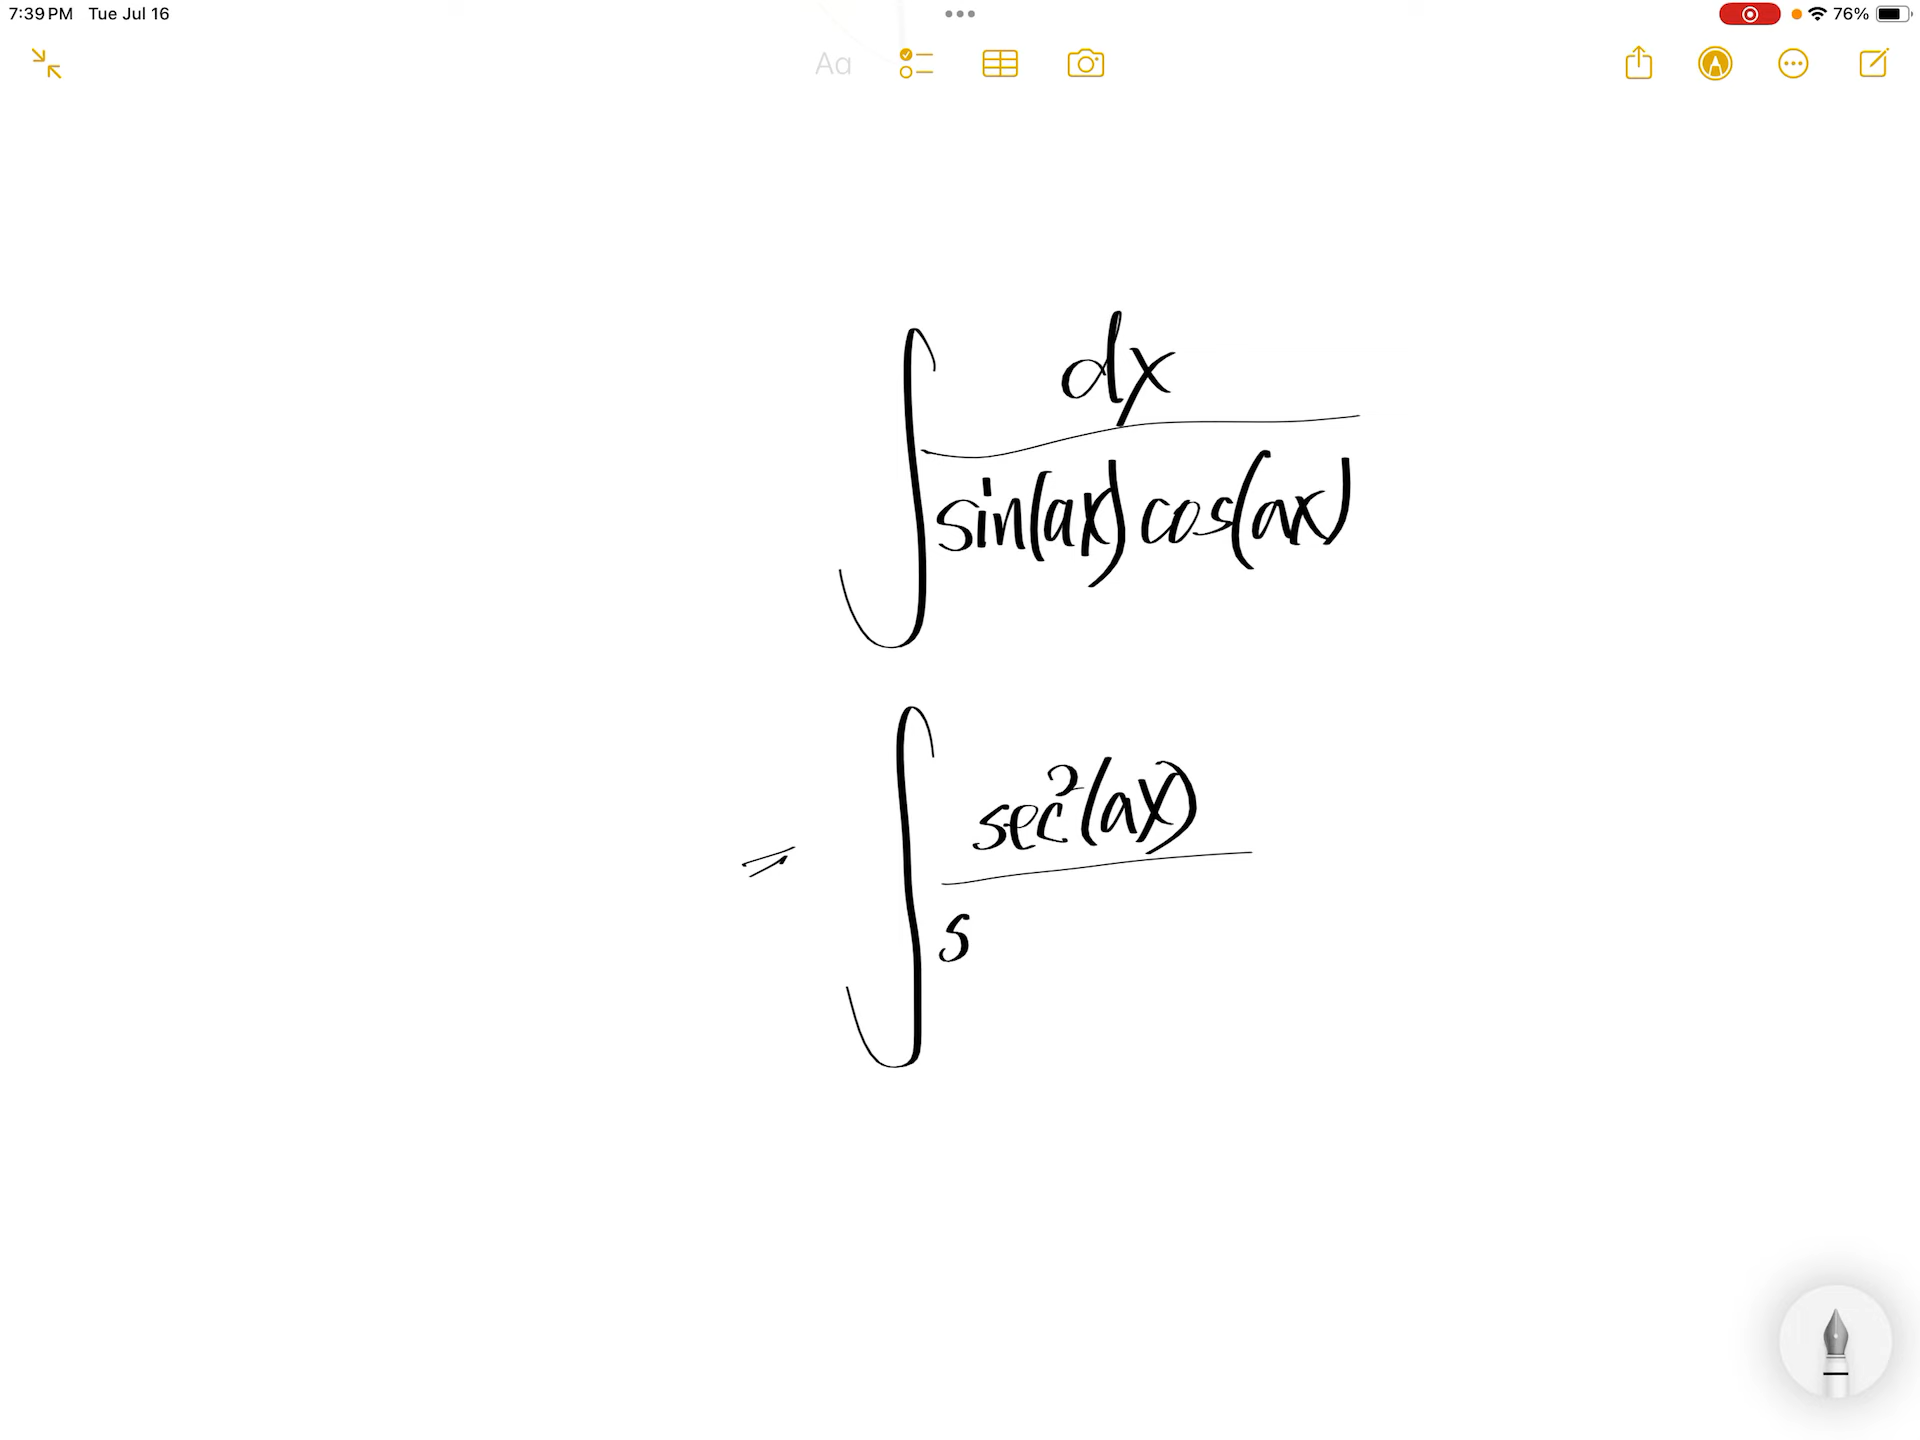 7:39 PM Tue Jul 16 76%
Aa
∫ dx / sin(ax) cos(ax)
= ∫ sec²(ax) / s